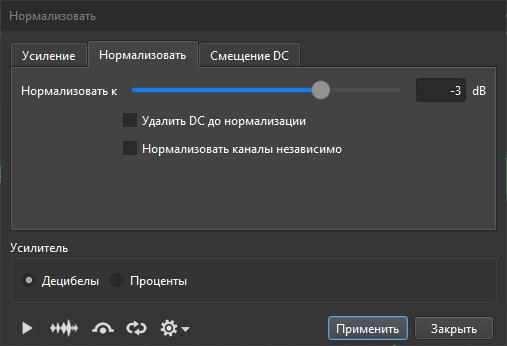 Нормализовать
Усиление Нормализовать Смещение DC
Нормализовать к -3 dB
Удалить DC до нормализации
Нормализовать каналы независимо
Усилитель
Децибелы Проценты
Применить Закрыть